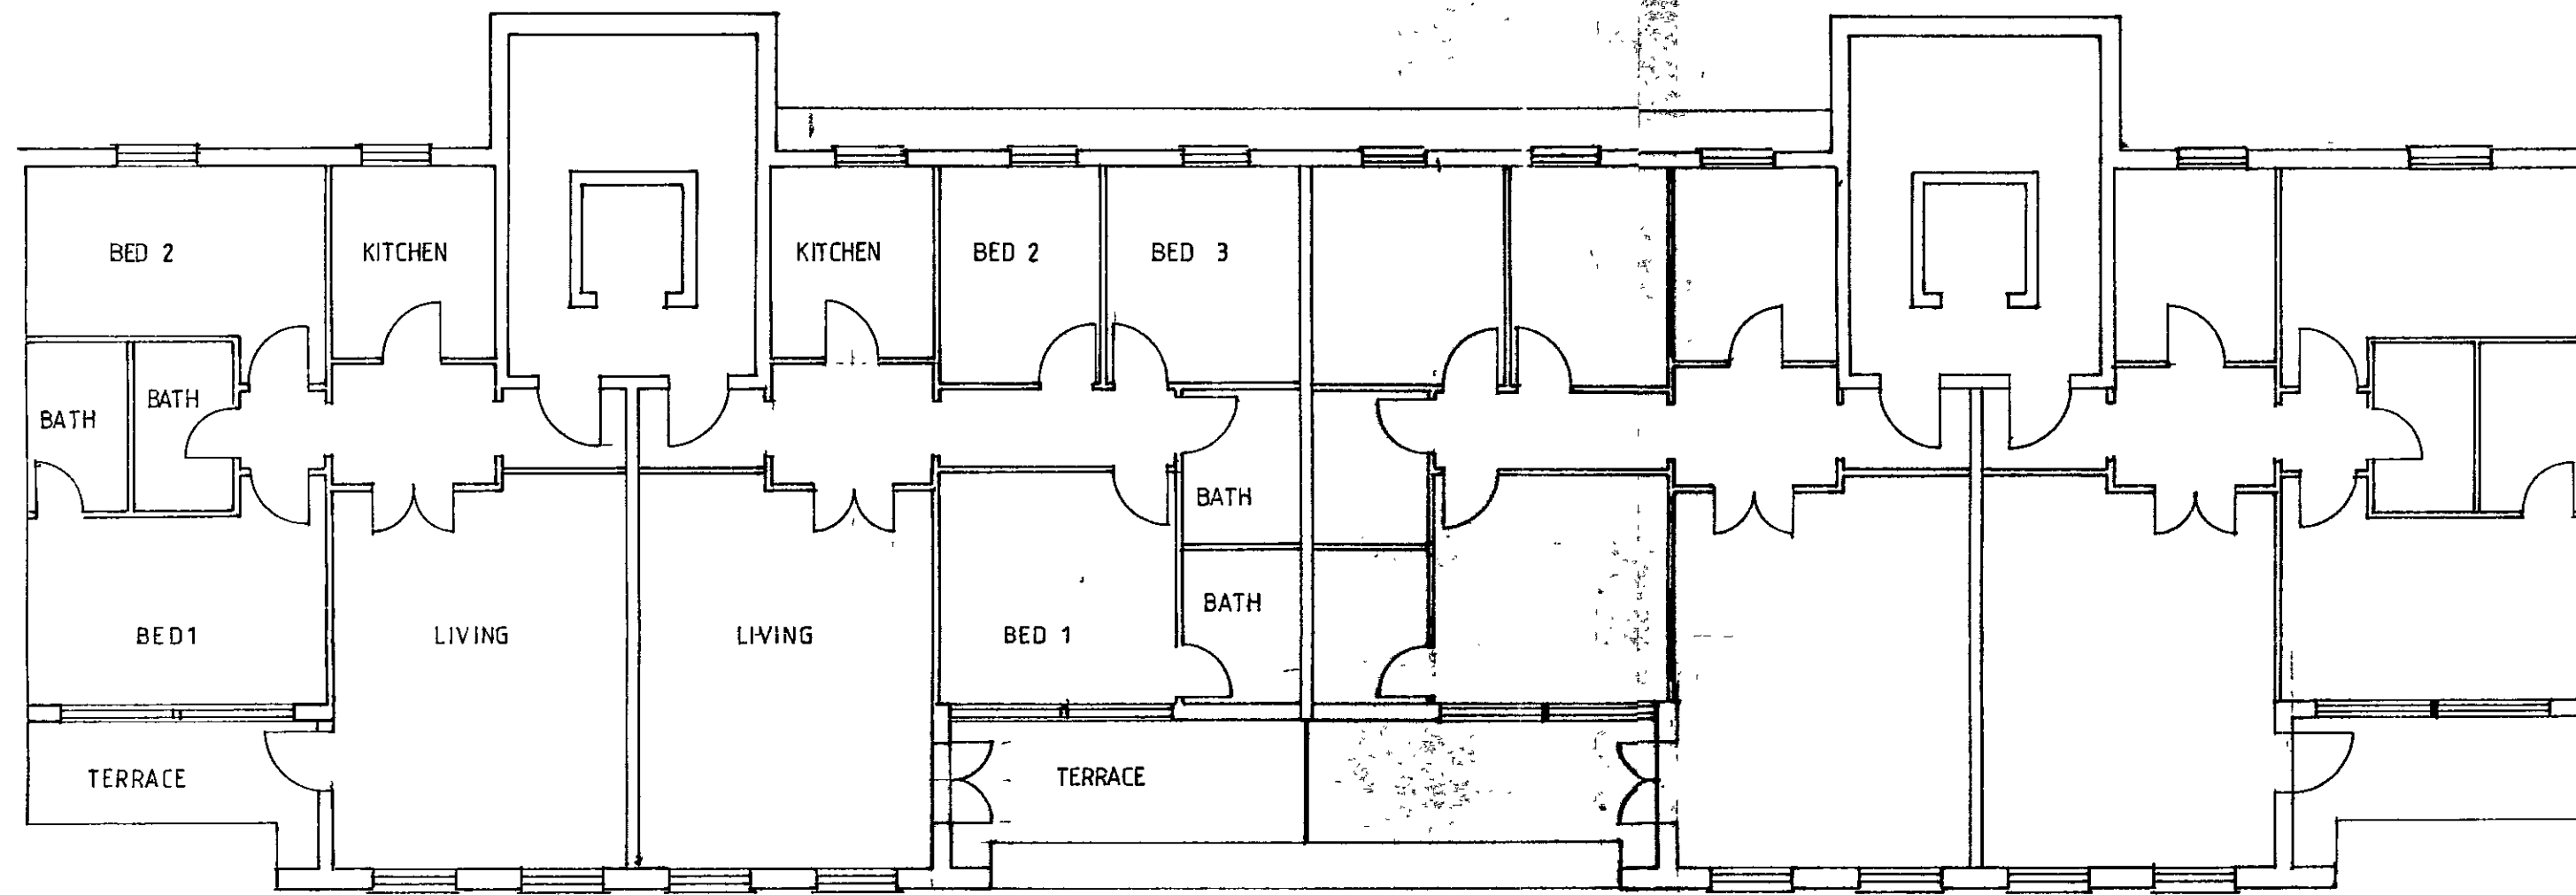 BED 2
KITCHEN
KITCHEN
BED 2
BED 3
BATH
BATH
BATH
BED1
LIVING
LIVING
BED 1
BATH
TERRACE
TERRACE